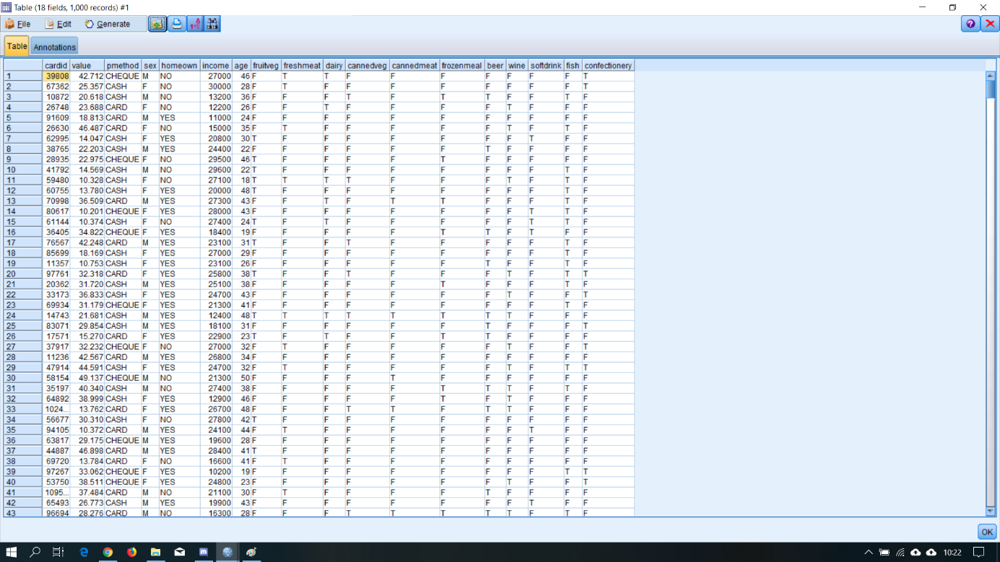 Table (18 fields, 1,000 records) #1
File Edit Generate
Table Annotations
cardid value pmethod sex homeown income age fruitveg freshmeat dairy cannedveg cannedmeat frozenmeal beer wine softdrink fish confectionery
1 39808 42.712 CHEQUE M NO 27000 46 F T T F F F F F F F T
2 67362 25.357 CASH F NO 30000 28 F T F F F F F F F F T
3 10872 20.618 CASH M NO 13200 36 F F F T F T T F F T F
4 26748 23.688 CARD F NO 12200 26 F F T F F F F T F F F
5 91609 18.813 CARD M YES 11000 24 F F F F F F F F F F F
6 26630 46.487 CARD F NO 15000 35 F T F F F F F T F T F
7 62995 14.047 CASH F YES 20800 30 T F F F F F F F T F F
8 38765 22.203 CASH M YES 24400 22 F F F F F F T F F F F
9 28935 22.975 CHEQUE F NO 29500 46 T F F F F T F F F F F
10 41792 14.569 CASH M NO 29600 22 T F F F F F F F F T F
11 59480 10.328 CASH F NO 27100 18 T T T T F F F T F T F
12 60755 13.780 CASH F YES 20000 48 T F F F F F F F F T F
13 70998 36.509 CARD M YES 27300 43 F F T F T T F T F T F
14 80617 10.201 CHEQUE F YES 28000 43 F F F F F F F F T T F
15 61144 10.374 CASH F NO 27400 24 T F T F F F F F T T F
16 36405 34.822 CHEQUE F YES 18400 19 F F F F F T T F T F F
17 76567 42.248 CARD M YES 23100 31 T F F T F F F F F T F
18 85699 18.169 CASH F YES 27000 29 F F F F F F F F F T F
19 11357 10.753 CASH F YES 23100 26 F F F F F F T F F T F
20 97761 32.318 CARD F YES 25800 38 T F F T F F F T F T T
21 20362 31.720 CASH M YES 25100 38 F F F F F T F F F T F
22 33173 36.833 CASH F YES 24700 43 F F F F F F F T F F T
23 69934 31.179 CHEQUE F YES 21300 41 F F F F F F F F F F F
24 14743 21.681 CASH M YES 12400 48 T T T T T T T T F T F
25 83071 29.854 CASH M YES 18100 31 F F F F F F T F F F F
26 17571 15.270 CARD F YES 22900 23 T F T F F T T F F F F
27 37917 32.232 CHEQUE F NO 27000 32 F T F F F F F T F F T
28 11236 42.567 CARD M YES 26800 34 F F F F F F F F F F F
29 47914 44.591 CASH F YES 24700 32 F T F F F F F T F T T
30 58154 49.137 CHEQUE M NO 21300 50 F F F F T F F F F F F
31 35197 40.340 CASH M NO 27400 38 F F F F F T T T F T F
32 64892 38.999 CASH F YES 12900 46 F F F F F T F T F F F
33 1024... 13.762 CARD F YES 26700 48 F F F T T F T T F F F
34 56677 30.310 CASH F NO 27800 42 T F F F F F F F F F F
35 94105 10.372 CARD M YES 24100 44 F T F F F F F F T F F
36 63817 29.175 CHEQUE M YES 19600 28 F F F F F F F F F F F
37 44887 46.898 CARD M YES 28400 41 T F F F F F F T F F F
38 69720 13.784 CARD F NO 16600 41 F T F F F F F F F F F
39 97267 33.062 CHEQUE F YES 10200 19 F F F F F F F F F T T
40 53750 38.511 CHEQUE F YES 24800 23 F F F F F F F T F F T
41 1095... 37.484 CARD M NO 21100 30 F T F F F F T F F F F
42 65493 26.773 CASH M YES 19900 43 F F F F F F F F T F F
43 96694 28.276 CARD M NO 16300 28 F F F T T T T T F T F
OK
10:22